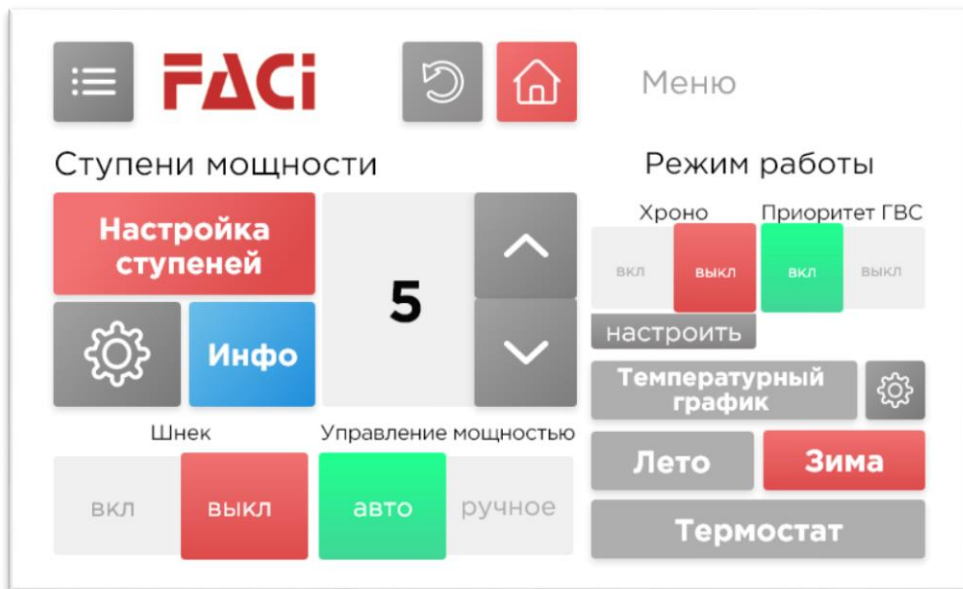 FACi
Меню
Ступени мощности
Режим работы
Настройка
ступеней
5
Хроно
Приоритет ГВС
вкл
выкл
вкл
выкл
Инфо
настроить
Температурный
график
Шнек
Управление мощностью
вкл
выкл
авто
ручное
Лето
Зима
Термостат